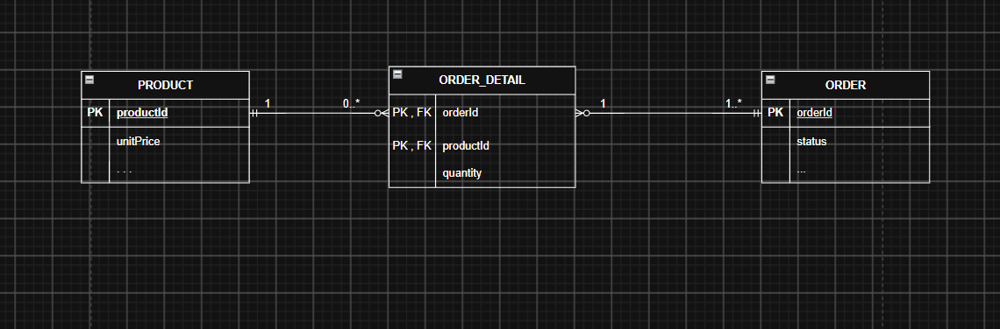 PRODUCT
PK productId
unitPrice
. . .
1
0..*
ORDER_DETAIL
PK , FK orderId
PK , FK productId
quantity
1
1..*
ORDER
PK orderId
status
...